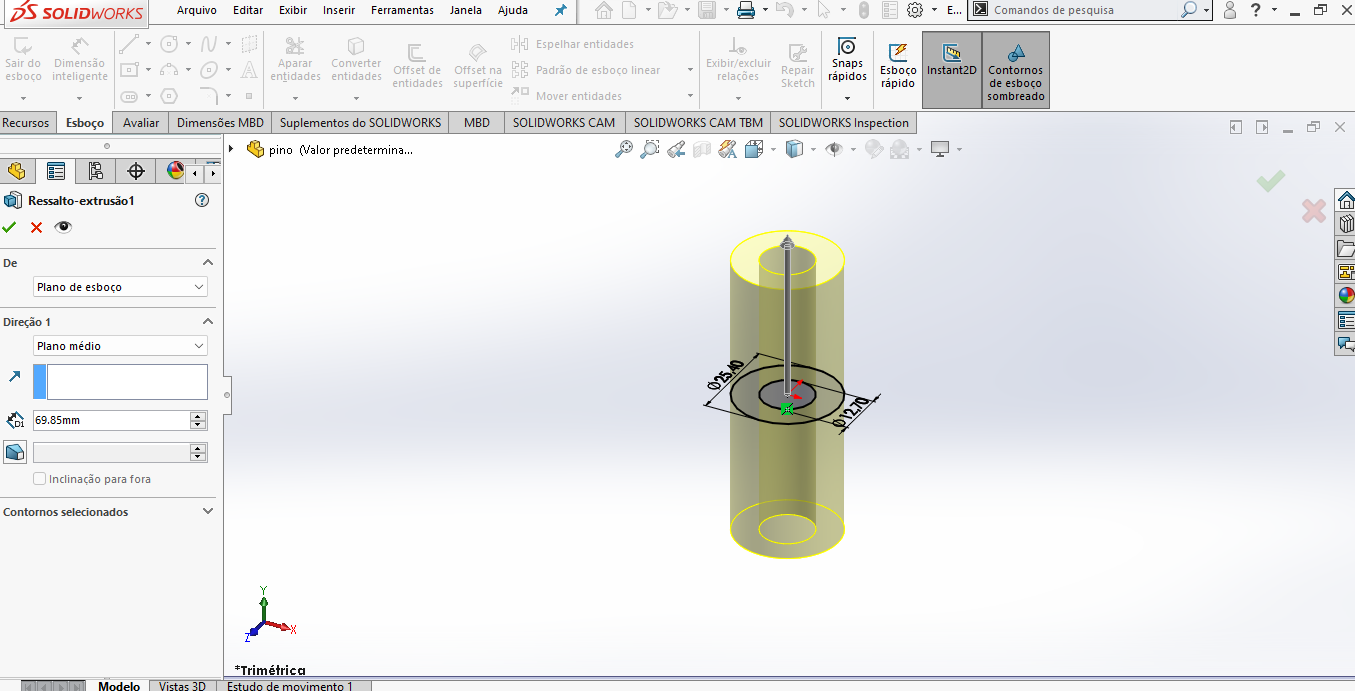 SOLIDWORKS
Arquivo Editar Exibir Inserir Ferramentas Janela Ajuda
E...
Comandos de pesquisa
Sair do esboço
Dimensão inteligente
Aparar entidades
Converter entidades
Offset de entidades
Offset na superfície
Espelhar entidades
Padrão de esboço linear
Mover entidades
Exibir/excluir relações
Repair Sketch
Snaps rápidos
Esboço rápido
Instant2D
Contornos de esboço sombreado
Recursos Esboço Avaliar Dimensões MBD Suplementos do SOLIDWORKS MBD SOLIDWORKS CAM SOLIDWORKS CAM TBM SOLIDWORKS Inspection
pino (Valor predetermina...
Ressalto-extrusão1
De
Plano de esboço
Direção 1
Plano médio
D1
69.85mm
Inclinação para fora
Contornos selecionados
Ø25,40
Ø12,70
Y
X
Z
*Trimétrica
Modelo Vistas 3D Estudo de movimento 1